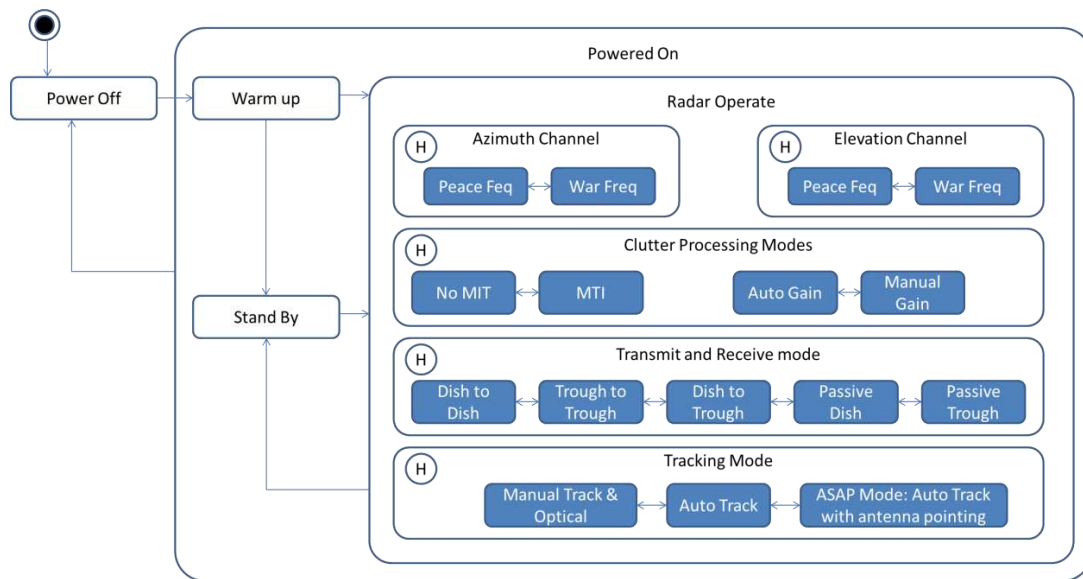 Powered On
Power Off
Warm up
Radar Operate
H
Azimuth Channel
Peace Feq
War Freq
H
Elevation Channel
Peace Feq
War Freq
H
Clutter Processing Modes
No MIT
MTI
Auto Gain
Manual
Gain
Stand By
H
Transmit and Receive mode
Dish to
Dish
Trough to
Trough
Dish to
Trough
Passive
Dish
Passive
Trough
H
Tracking Mode
Manual Track &
Optical
Auto Track
ASAP Mode: Auto Track
with antenna pointing